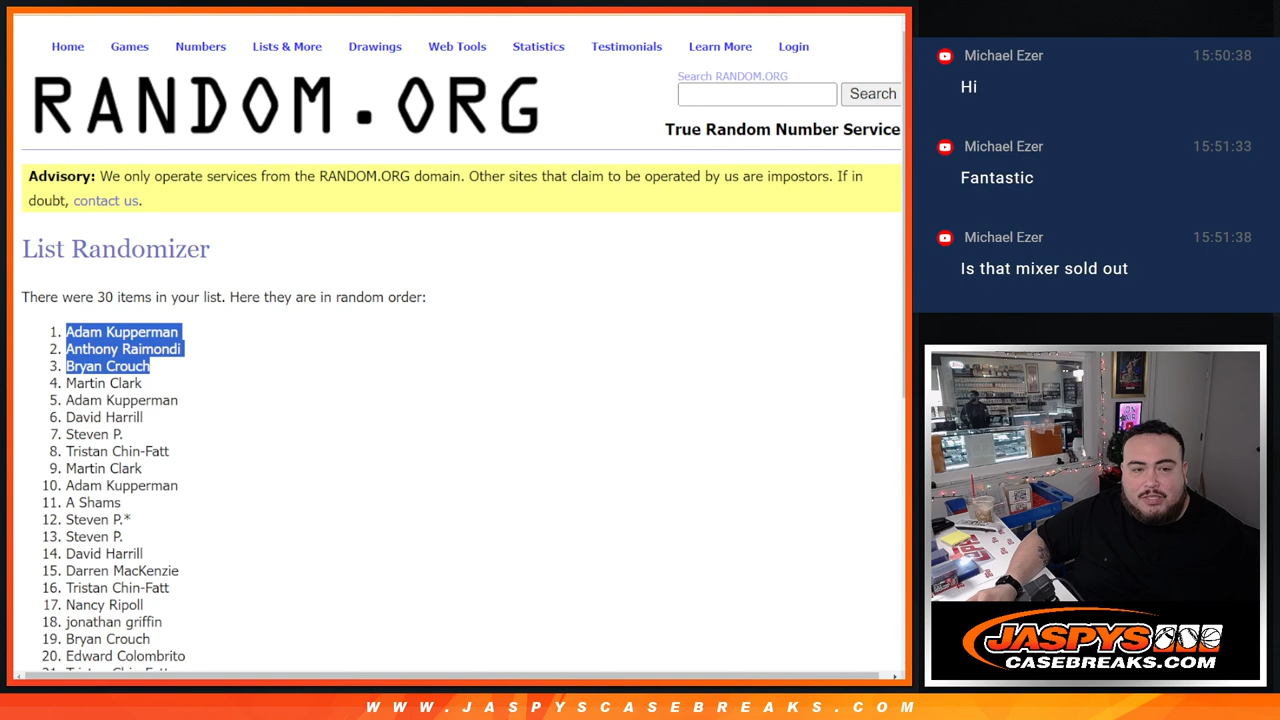 Home Games Numbers Lists & More Drawings Web Tools Statistics Testimonials Learn More Login
RANDOM.ORG
Search RANDOM.ORG
Search
True Random Number Service
Advisory: We only operate services from the RANDOM.ORG domain. Other sites that claim to be operated by us are impostors. If in
doubt, contact us.
List Randomizer
There were 30 items in your list. Here they are in random order:
1. Adam Kupperman
2. Anthony Raimondi
3. Bryan Crouch
4. Martin Clark
5. Adam Kupperman
6. David Harrill
7. Steven P.
8. Tristan Chin-Fatt
9. Martin Clark
10. Adam Kupperman
11. A Shams
12. Steven P.*
13. Steven P.
14. David Harrill
15. Darren MacKenzie
16. Tristan Chin-Fatt
17. Nancy Ripoll
18. jonathan griffin
19. Bryan Crouch
20. Edward Colombrito
21. Tristan Chin-Fatt
Michael Ezer 15:50:38
Hi
Michael Ezer 15:51:33
Fantastic
Michael Ezer 15:51:38
Is that mixer sold out
JASPYS
CASEBREAKS.COM
WWW.JASPYSCASEBREAKS.COM